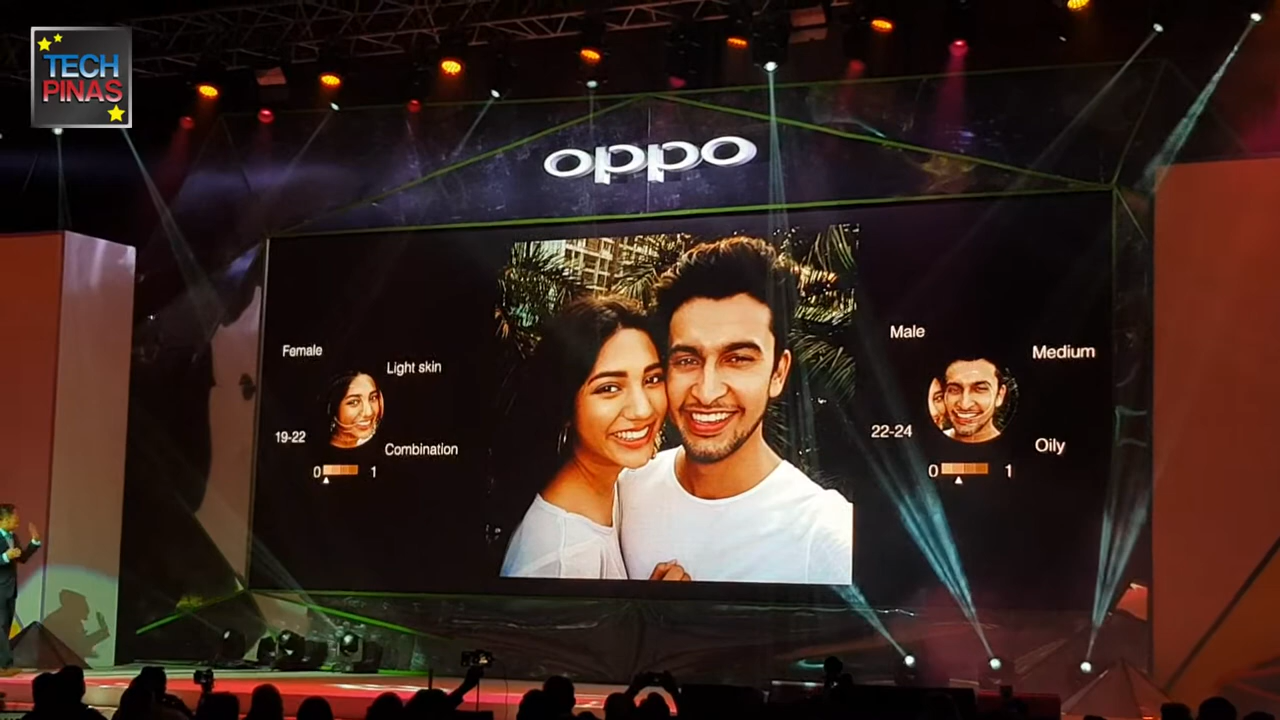 TECH
PINAS
oppo
Female
Light skin
19-22
Combination
0 1
Male
Medium
22-24
Oily
0 1